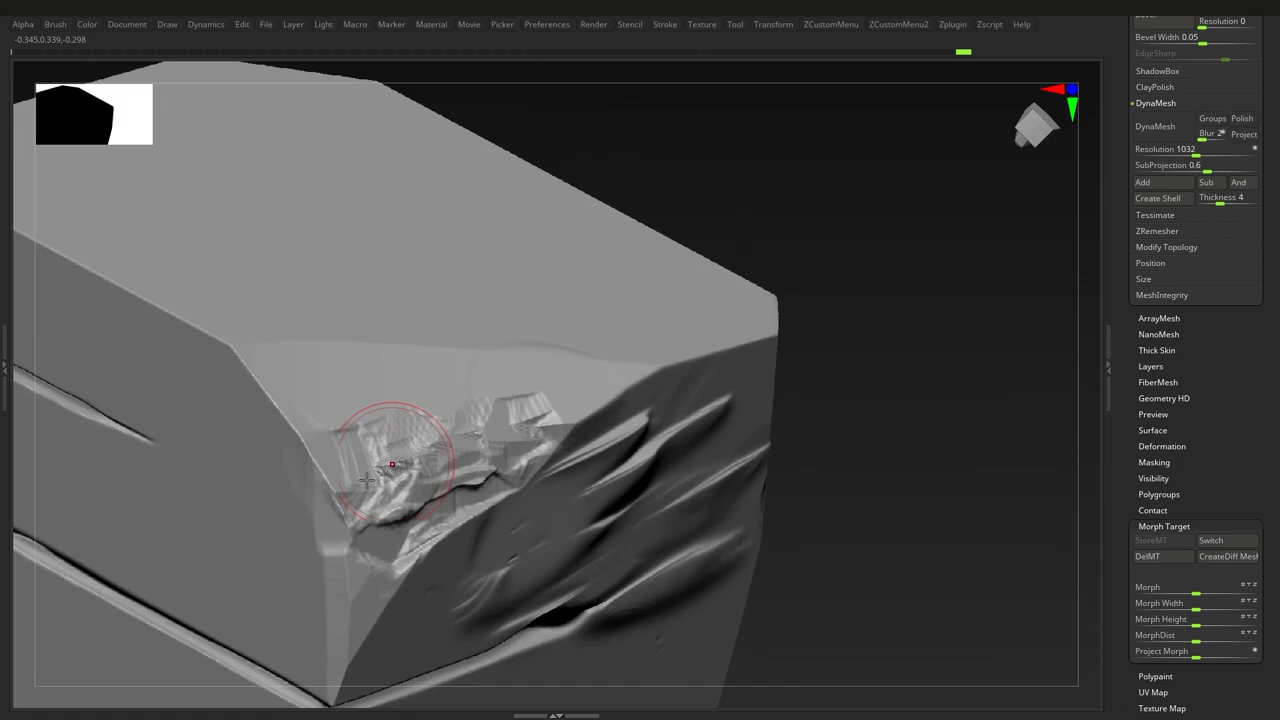 Alpha Brush Color Document Draw Dynamics Edit File Layer Light Macro Marker Material Movie Picker Preferences Render Stencil Stroke Texture Tool Transform ZCustomMenu ZCustomMenu2 Zplugin Zscript Help
-0.345,0.339,-0.298
Resolution 0
Bevel Width 0.05
EdgeSharp
ShadowBox
ClayPolish
DynaMesh
Groups Polish
DynaMesh
Blur 2 Project
Resolution 1032
SubProjection 0.6
Add Sub And
Create Shell Thickness 4
Tessimate
ZRemesher
Modify Topology
Position
Size
MeshIntegrity
ArrayMesh
NanoMesh
Thick Skin
Layers
FiberMesh
Geometry HD
Preview
Surface
Deformation
Masking
Visibility
Polygroups
Contact
Morph Target
StoreMT Switch
DelMT CreateDiff Mesh
Morph
Morph Width
Morph Height
MorphDist
Project Morph
Polypaint
UV Map
Texture Map